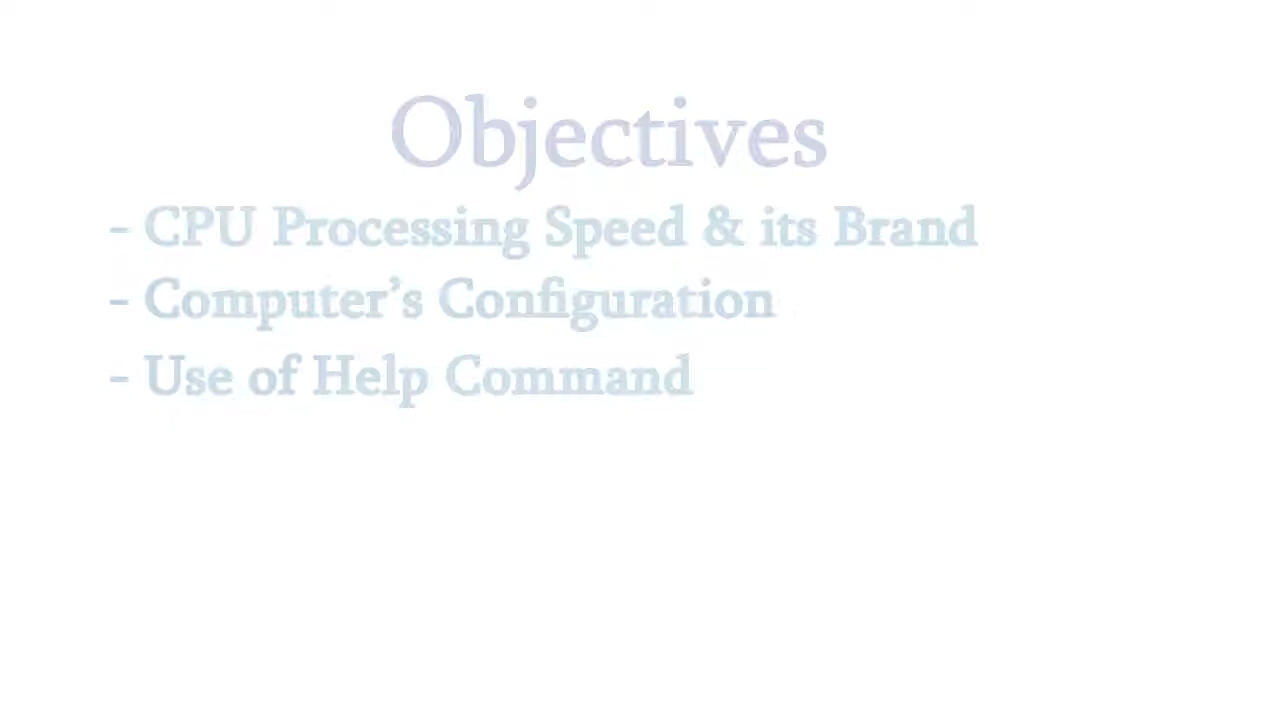 Objectives
- CPU Processing Speed & its Brand
- Computer’s Configuration
- Use of Help Command